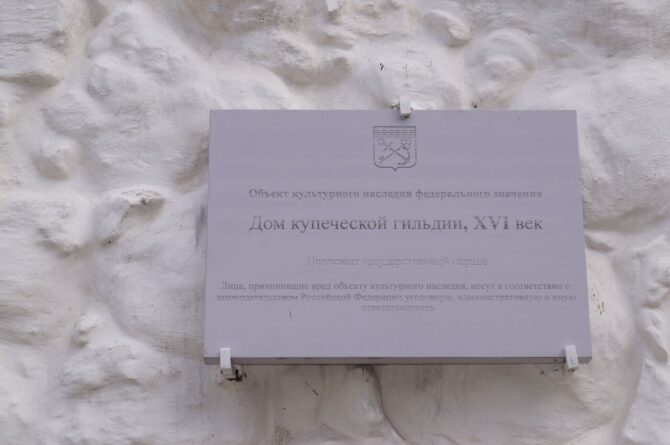 Объект культурного наследия федерального значения
Дом купеческой гильдии, XVI век
Подлежит государственной охране
Лица, причинившие вред объекту культурного наследия, несут в соответствии с
законодательством Российской Федерации уголовную, административную и иную
ответственность